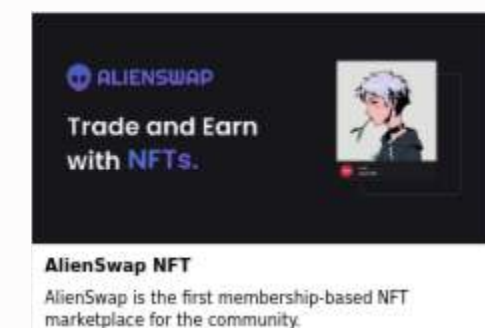 ALIENSWAP
Trade and Earn
with NFTs.
AlienSwap NFT
AlienSwap is the first membership-based NFT
marketplace for the community.